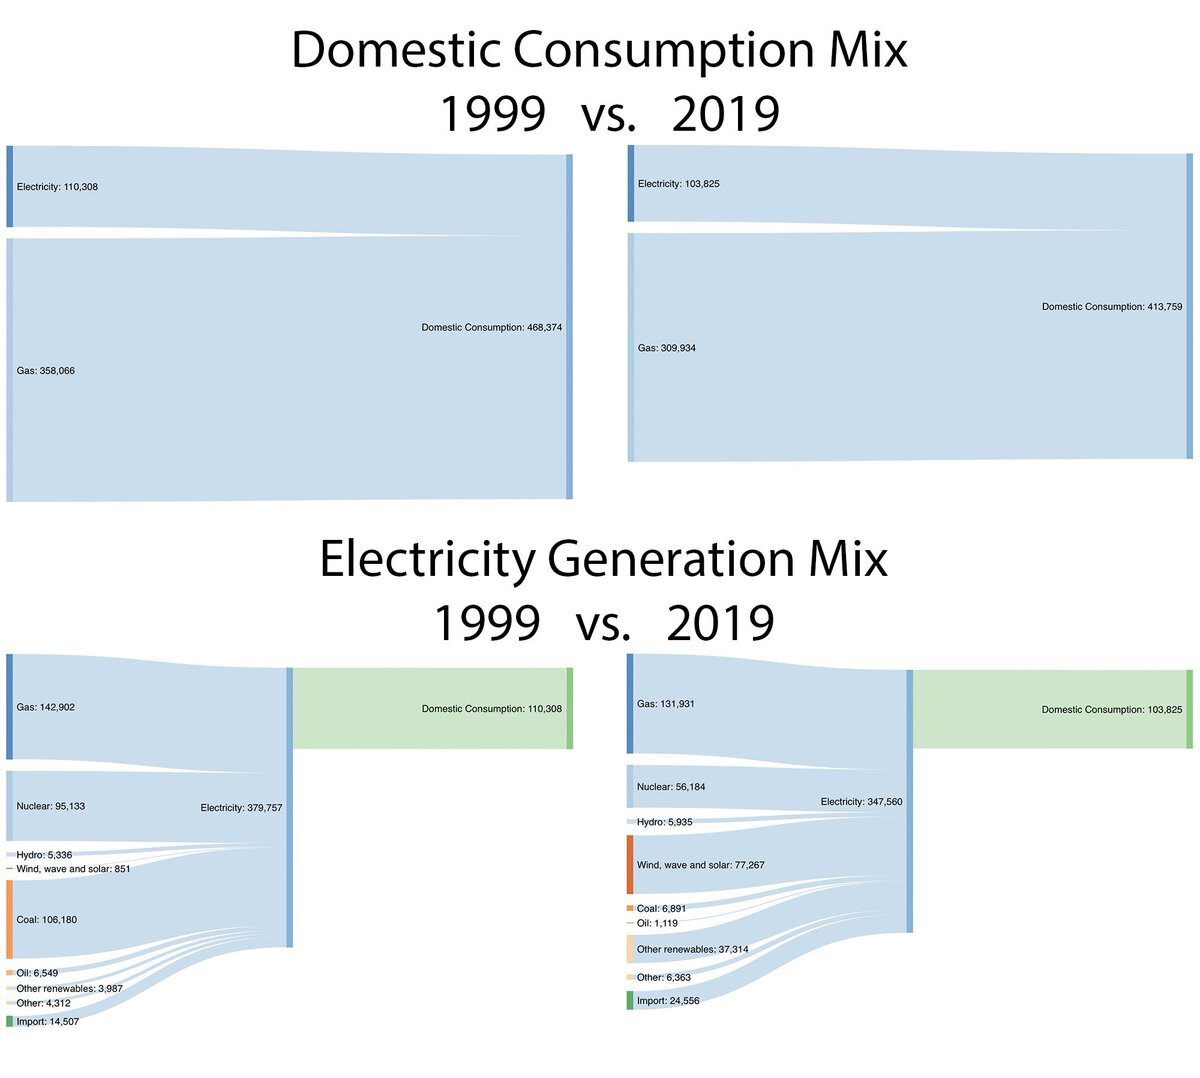 Domestic Consumption Mix
1999 vs. 2019
Electricity: 110,308
Domestic Consumption: 468,374
Gas: 358,066
Electricity: 103,825
Domestic Consumption: 413,759
Gas: 309,934
Electricity Generation Mix
1999 vs. 2019
Gas: 142,902
Domestic Consumption: 110,308
Nuclear: 95,133
Electricity: 379,757
Hydro: 5,336
Wind, wave and solar: 851
Coal: 106,180
Oil: 6,549
Other renewables: 3,987
Other: 4,312
Import: 14,507
Gas: 131,931
Domestic Consumption: 103,825
Nuclear: 56,184
Electricity: 347,560
Hydro: 5,935
Wind, wave and solar: 77,267
Coal: 6,891
Oil: 1,119
Other renewables: 37,314
Other: 6,363
Import: 24,556